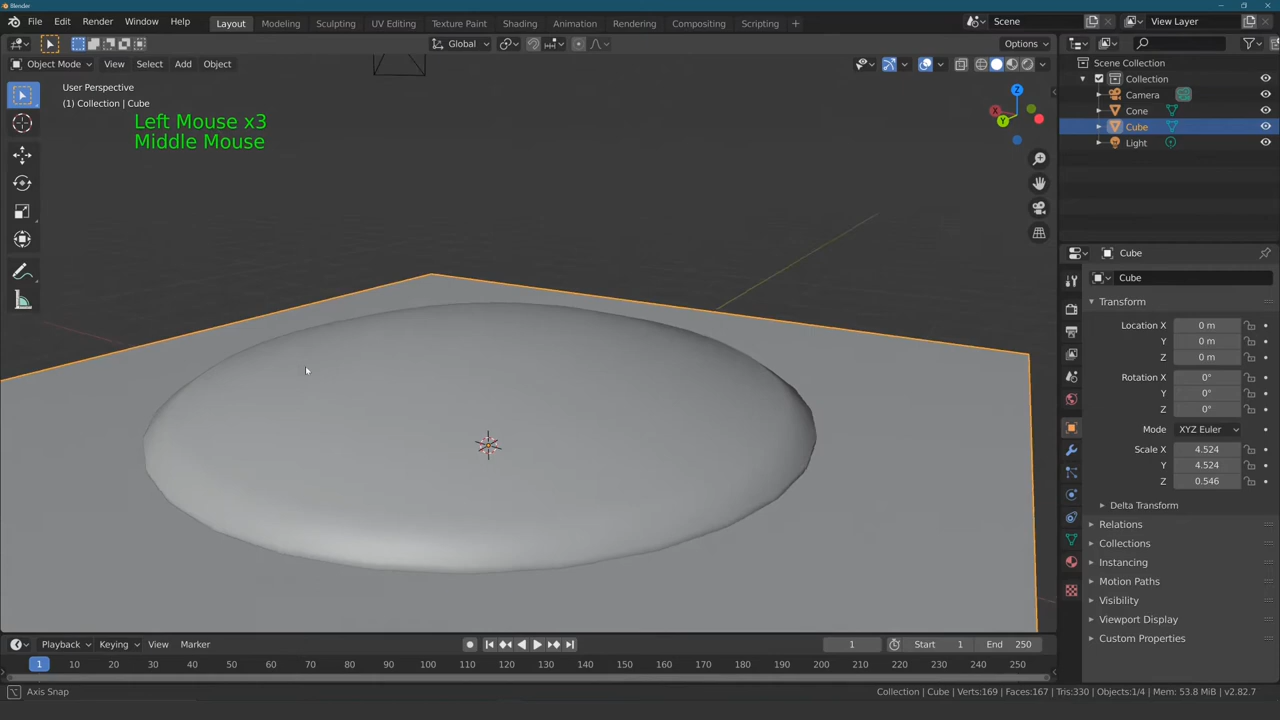 Blender
File Edit Render Window Help
Layout Modeling Sculpting UV Editing Texture Paint Shading Animation Rendering Compositing Scripting +
Scene
View Layer
Global
Options
Object Mode View Select Add Object
User Perspective
(1) Collection | Cube
Left Mouse x3
Middle Mouse
X
Y
Z
Scene Collection
Collection
Camera
Cone
Cube
Light
Cube
Cube
Transform
Location X 0 m
Y 0 m
Z 0 m
Rotation X 0°
Y 0°
Z 0°
Mode XYZ Euler
Scale X 4.524
Y 4.524
Z 0.546
Delta Transform
Relations
Collections
Instancing
Motion Paths
Visibility
Viewport Display
Custom Properties
Playback Keying View Marker
1 Start 1 End 250
1 10 20 30 40 50 60 70 80 90 100 110 120 130 140 150 160 170 180 190 200 210 220 230 240 250
Axis Snap
Collection | Cube | Verts:169 | Faces:167 | Tris:330 | Objects:1/4 | Mem: 53.8 MiB | v2.82.7